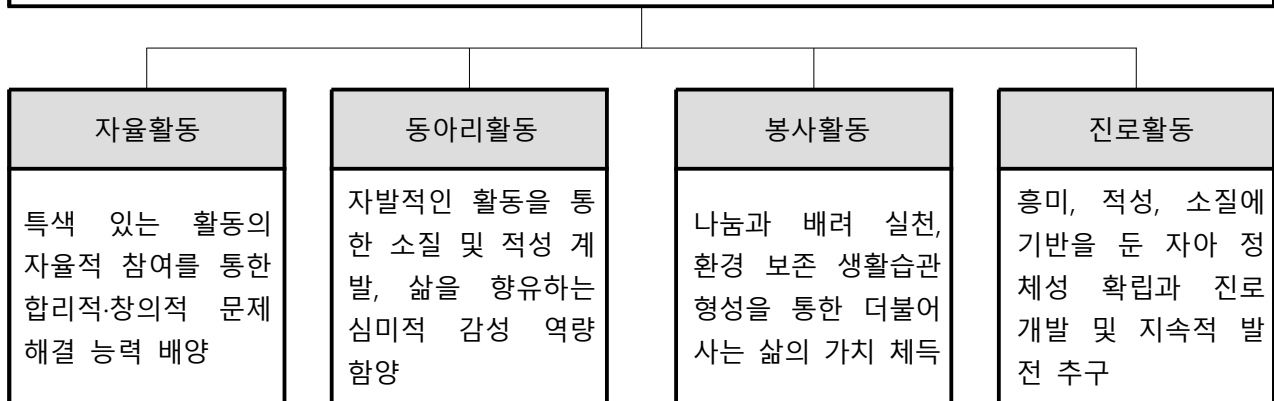 자율활동
동아리활동
봉사활동
진로활동
특색 있는 활동의
자율적 참여를 통한
합리적·창의적 문제
해결 능력 배양
자발적인 활동을 통
한 소질 및 적성 계
발, 삶을 향유하는
심미적 감성 역량
함양
나눔과 배려 실천,
환경 보존 생활습관
형성을 통한 더불어
사는 삶의 가치 체득
흥미, 적성, 소질에
기반을 둔 자아 정
체성 확립과 진로
개발 및 지속적 발
전 추구